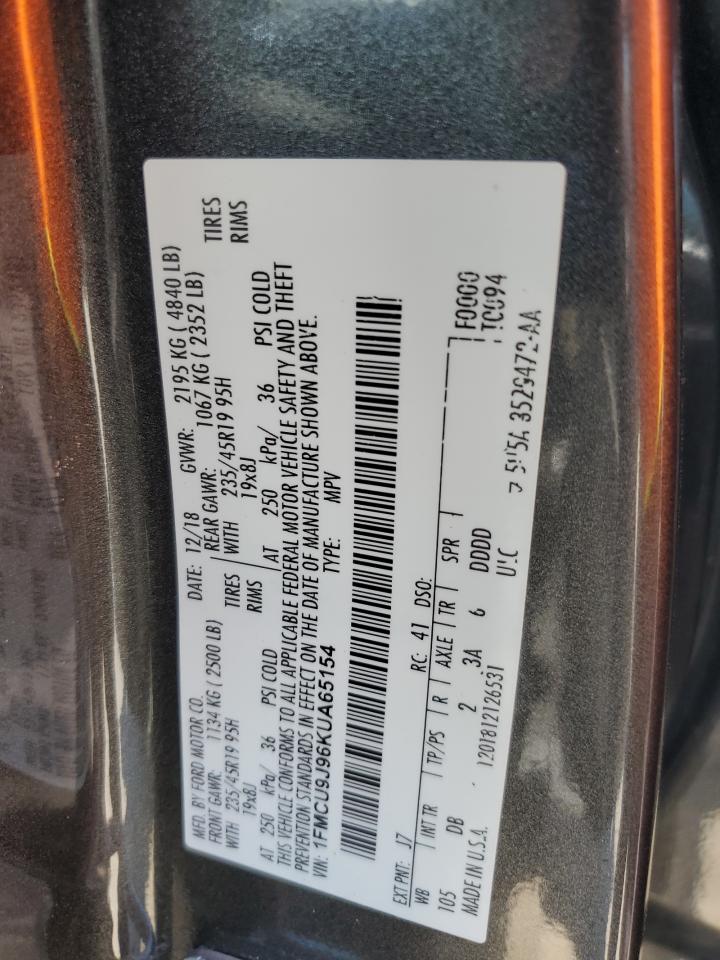 MFD. BY FORD MOTOR CO. DATE: 12/18 GVWR: 2195 KG ( 4840 LB)
FRONT GAWR: 1134 KG ( 2500 LB) REAR GAWR: 1067 KG ( 2352 LB)
WITH 235/45R19 95H TIRES WITH 235/45R19 95H TIRES
19x8J RIMS 19x8J RIMS
AT 250 kPa/ 36 PSI COLD AT 250 kPa/ 36 PSI COLD
THIS VEHICLE CONFORMS TO ALL APPLICABLE FEDERAL MOTOR VEHICLE SAFETY AND THEFT
PREVENTION STANDARDS IN EFFECT ON THE DATE OF MANUFACTURE SHOWN ABOVE.
VIN: 1FMCU9J96KUA65154 TYPE: MPV
EXT PNT: J7 RC: 41 DSO:
WB INT TR TP/PS R AXLE TR SPR F0000
105 DB 2 3A 6 DDDD TC094
MADE IN U.S.A. 1201812126531